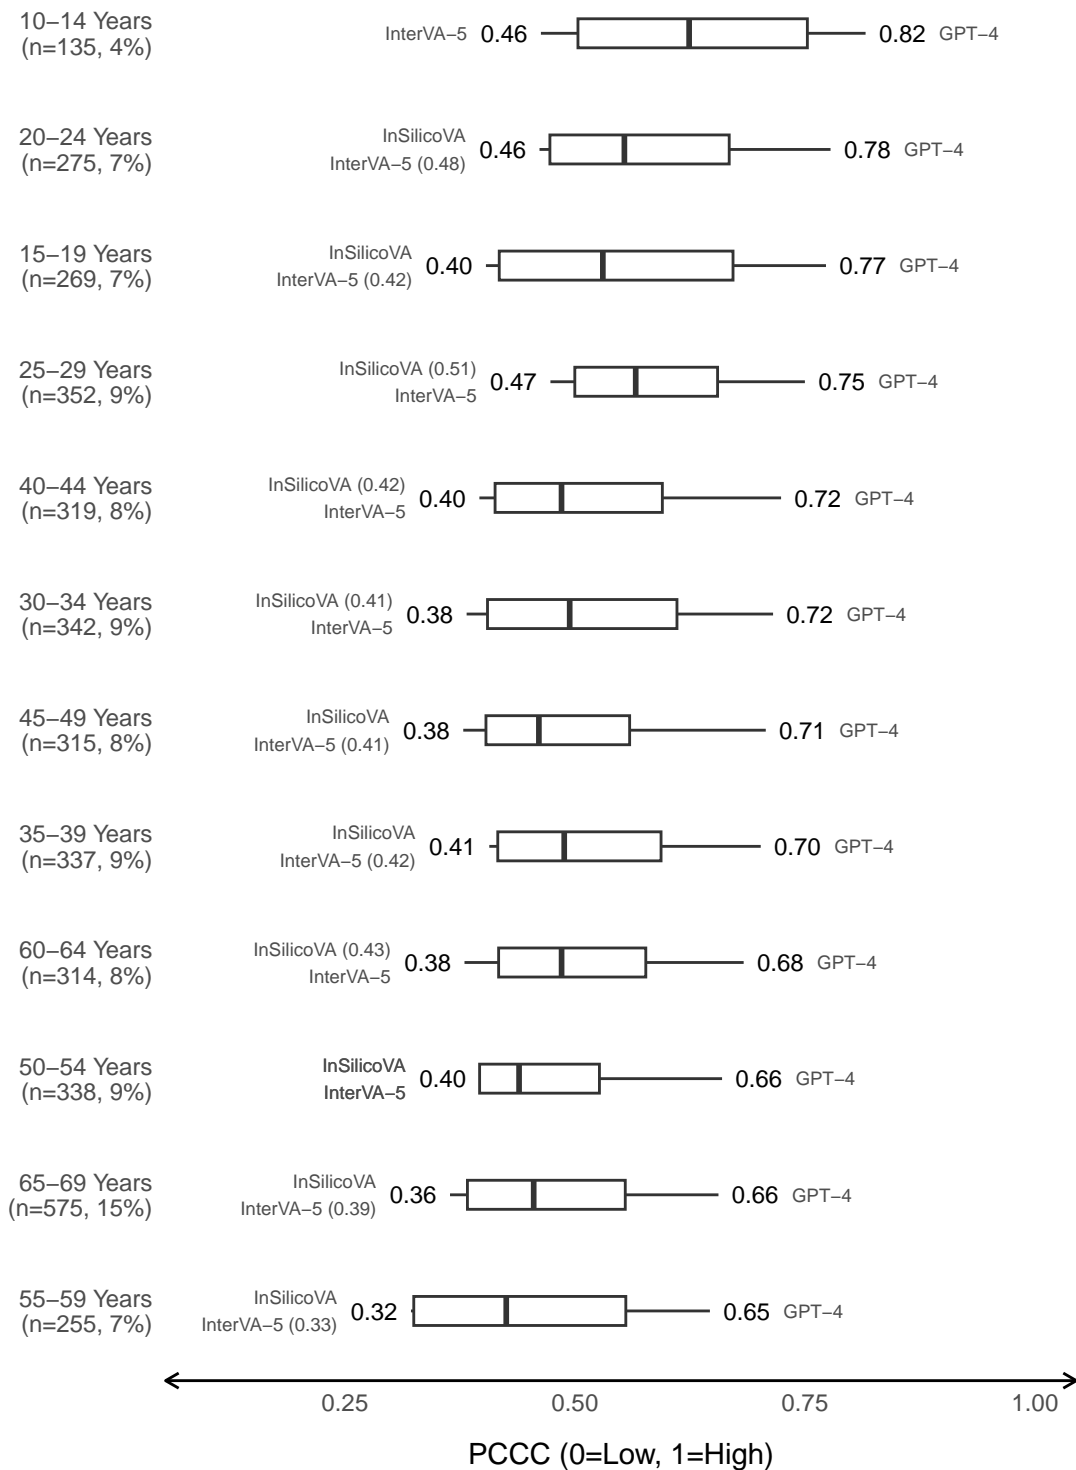 10–14 Years
(n=135, 4%)
InterVA–5 0.46 0.82 GPT–4
20–24 Years
(n=275, 7%)
InSilicoVA
InterVA–5 (0.48)
0.46 0.78 GPT–4
15–19 Years
(n=269, 7%)
InSilicoVA
InterVA–5 (0.42)
0.40 0.77 GPT–4
25–29 Years
(n=352, 9%)
InSilicoVA (0.51)
InterVA–5
0.47 0.75 GPT–4
40–44 Years
(n=319, 8%)
InSilicoVA (0.42)
InterVA–5
0.40 0.72 GPT–4
30–34 Years
(n=342, 9%)
InSilicoVA (0.41)
InterVA–5
0.38 0.72 GPT–4
45–49 Years
(n=315, 8%)
InSilicoVA
InterVA–5 (0.41)
0.38 0.71 GPT–4
35–39 Years
(n=337, 9%)
InSilicoVA
InterVA–5 (0.42)
0.41 0.70 GPT–4
60–64 Years
(n=314, 8%)
InSilicoVA (0.43)
InterVA–5
0.38 0.68 GPT–4
50–54 Years
(n=338, 9%)
InSilicoVA
InterVA–5
0.40 0.66 GPT–4
65–69 Years
(n=575, 15%)
InSilicoVA
InterVA–5 (0.39)
0.36 0.66 GPT–4
55–59 Years
(n=255, 7%)
InSilicoVA
InterVA–5 (0.33)
0.32 0.65 GPT–4
0.25 0.50 0.75 1.00
PCCC (0=Low, 1=High)